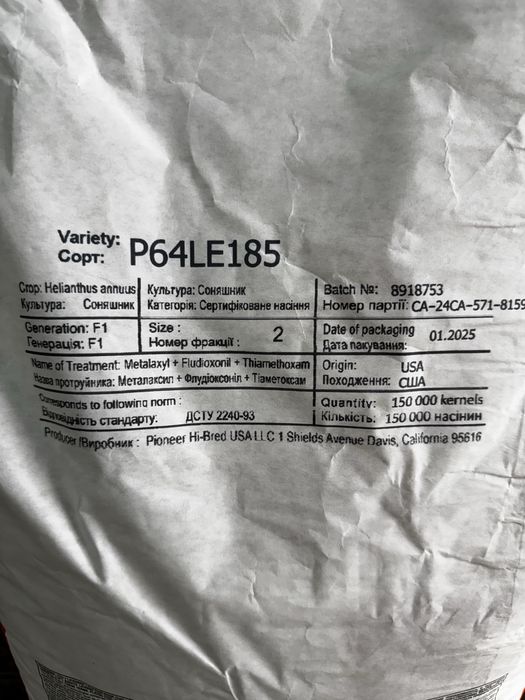 Variety:
Сорт: P64LE185
Crop: Helianthus annuus
Культура: Соняшник
Культура: Соняшник
Категорія: Сертифіковане насіння
Batch №: 8918753
Номер партії: CA-24CA-571-8159
Generation: F1
Генерація: F1
Size :
Номер фракції : 2
Date of packaging
Дата пакування: 01.2025
Name of Treatment: Metalaxyl + Fludioxonil + Thiamethoxam
Назва протруйника: Металаксил + Флудіоксоніл + Тіаметоксам
Origin: USA
Походження: США
Corresponds to following norm :
Відповідність стандарту: ДСТУ 2240-93
Quantity: 150 000 kernels
Кількість: 150 000 насінин
Producer /Виробник : Pioneer Hi-Bred USA LLC 1 Shields Avenue Davis, California 95616